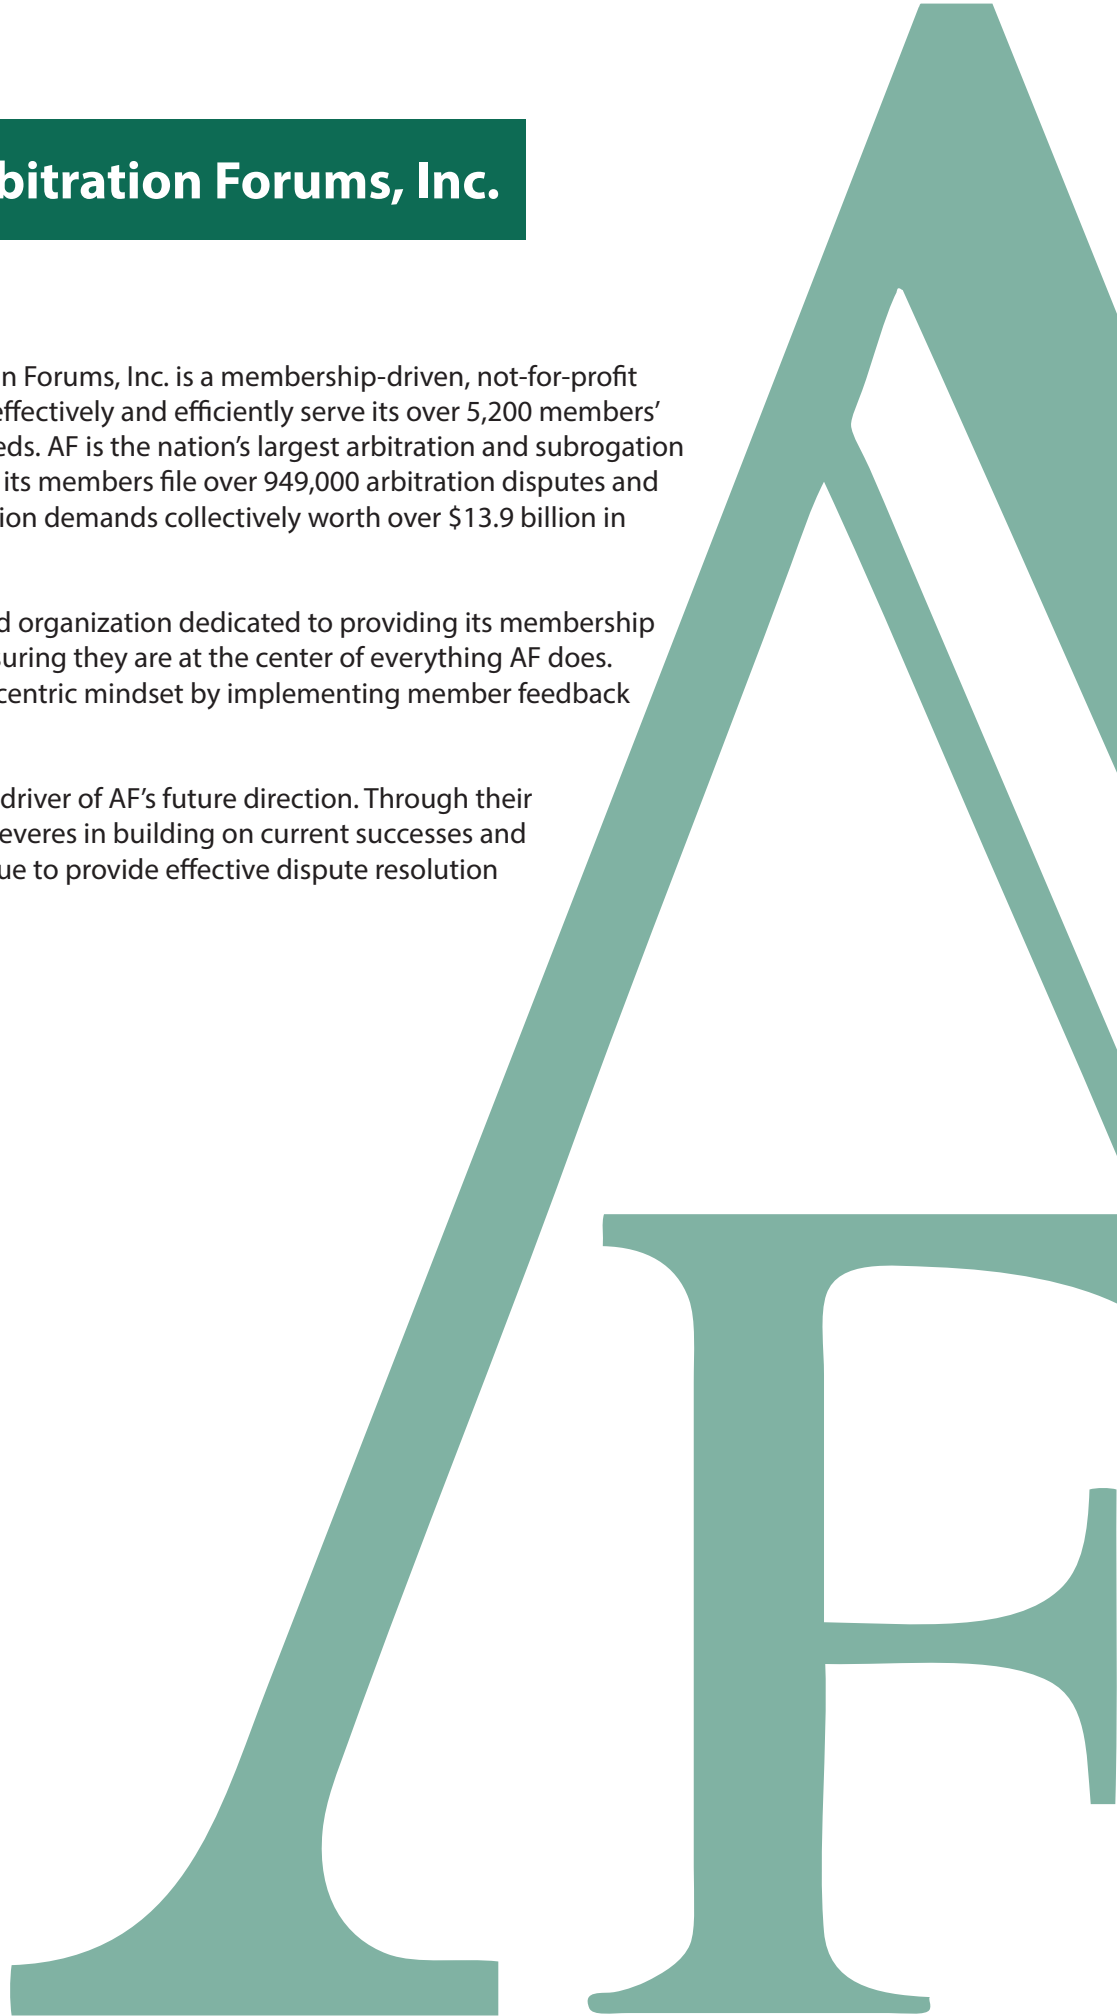 bitration Forums, Inc.
n Forums, Inc. is a membership-driven, not-for-profit
effectively and efficiently serve its over 5,200 members’
eds. AF is the nation’s largest arbitration and subrogation
its members file over 949,000 arbitration disputes and
ion demands collectively worth over $13.9 billion in
d organization dedicated to providing its membership
suring they are at the center of everything AF does.
centric mindset by implementing member feedback
driver of AF’s future direction. Through their
everes in building on current successes and
ue to provide effective dispute resolution
AF